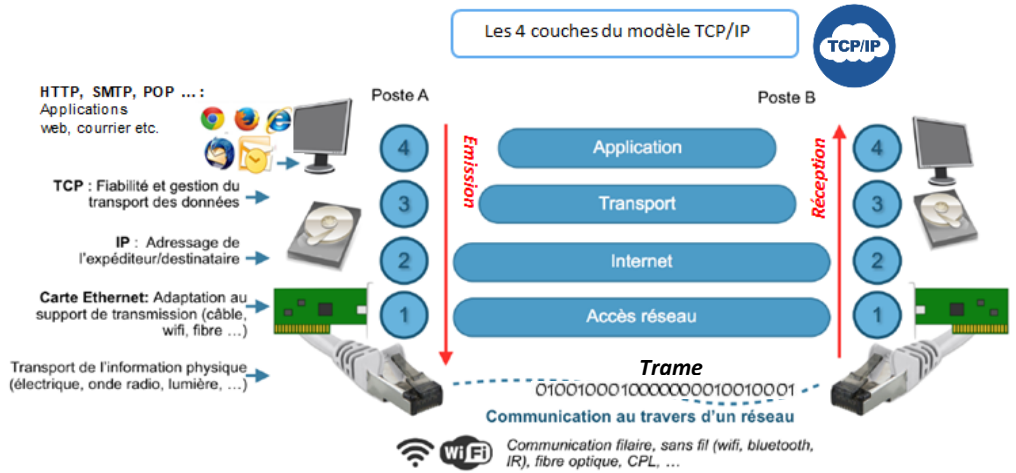 Les 4 couches du modèle TCP/IP
TCP/IP
HTTP, SMTP, POP ... :
Applications
web, courrier etc.
Poste A
Poste B
4
Emission
Application
Réception
4
TCP : Fiabilité et gestion du
transport des données
3
Transport
3
IP : Adressage de
l'expéditeur/destinataire
2
Internet
2
Carte Ethernet: Adaptation au
support de transmission (câble,
wifi, fibre ...)
1
Accès réseau
1
Transport de l'information physique
(électrique, onde radio, lumière, ...)
Trame
01001000100000000010010001
Communication au travers d'un réseau
WiFi
Communication filaire, sans fil (wifi, bluetooth,
IR), fibre optique, CPL, ...